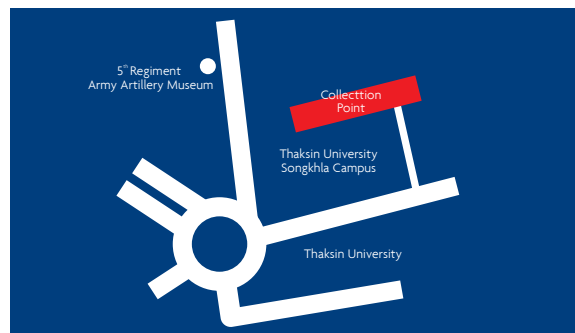 5th Regiment
Army Artillery Museum
Collecttion
Point
Thaksin University
Songkhla Campus
Thaksin University